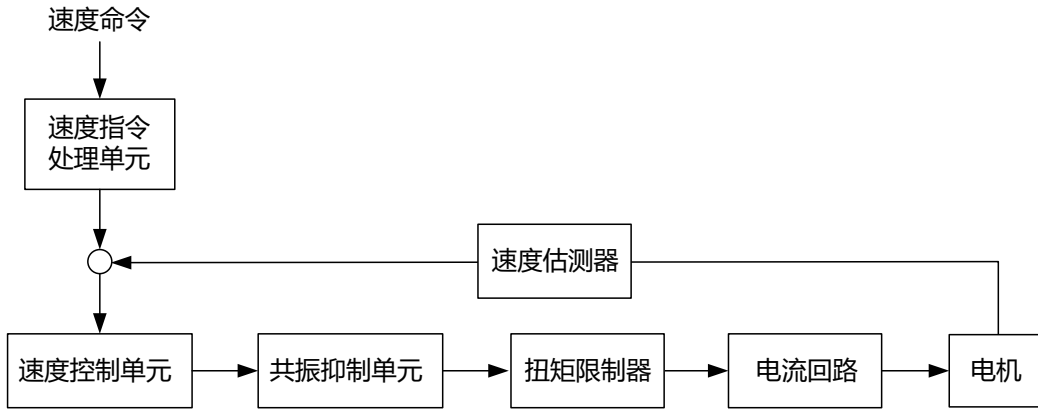 速度命令
速度指令
处理单元
速度估测器
速度控制单元
共振抑制单元
扭矩限制器
电流回路
电机